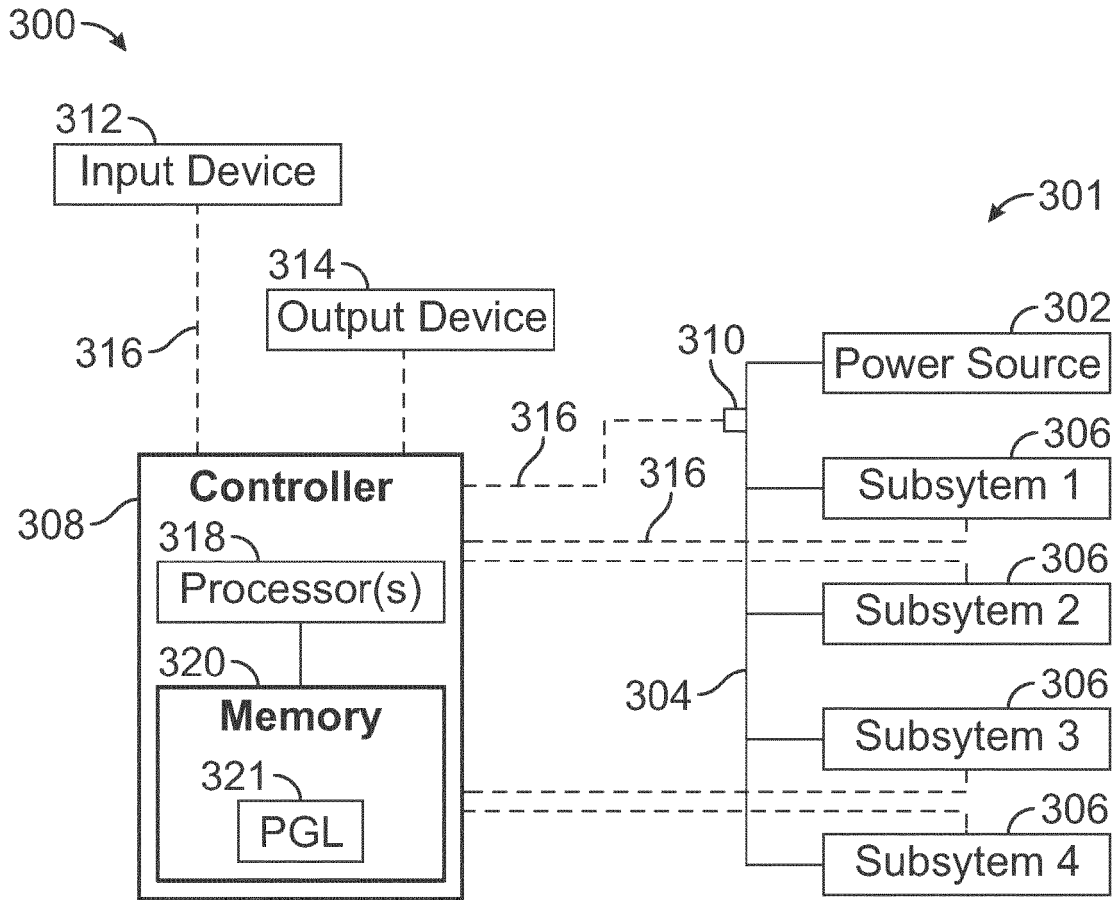 300
312
Input Device
301
314
Output Device
302
316
310
Power Source
316
306
Controller
316
Subsytem 1
308
318
306
Processor(s)
Subsytem 2
320
304
306
Memory
Subsytem 3
321
306
PGL
Subsytem 4